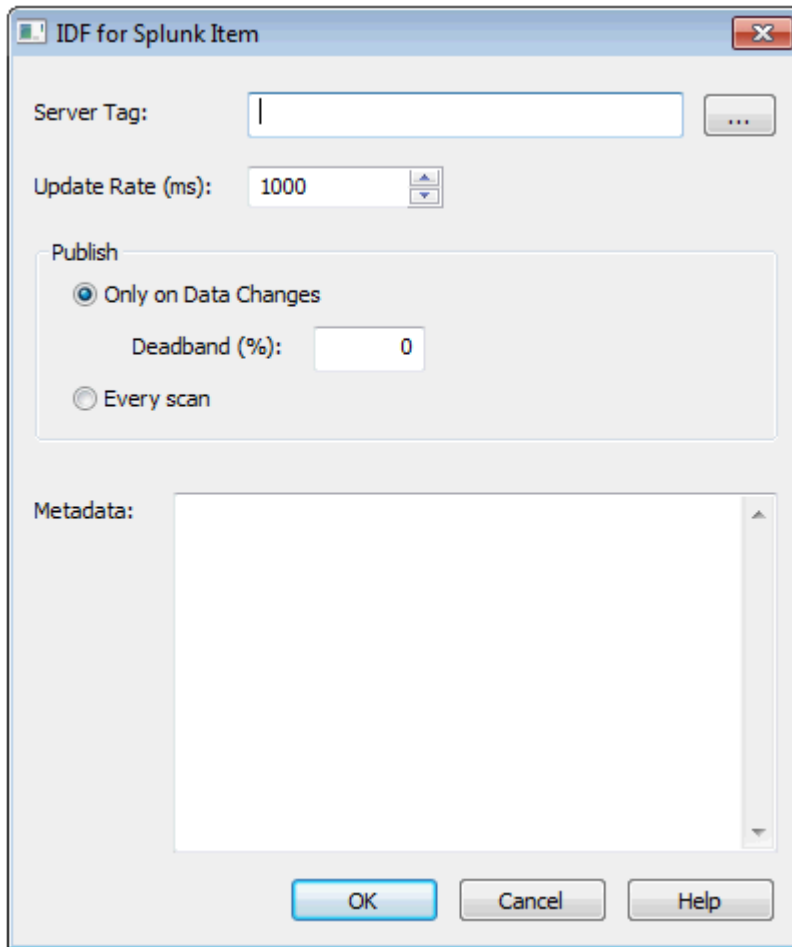 IDF for Splunk Item
Server Tag:
...
Update Rate (ms): 1000
Publish
Only on Data Changes
Deadband (%): 0
Every scan
Metadata:
OK Cancel Help